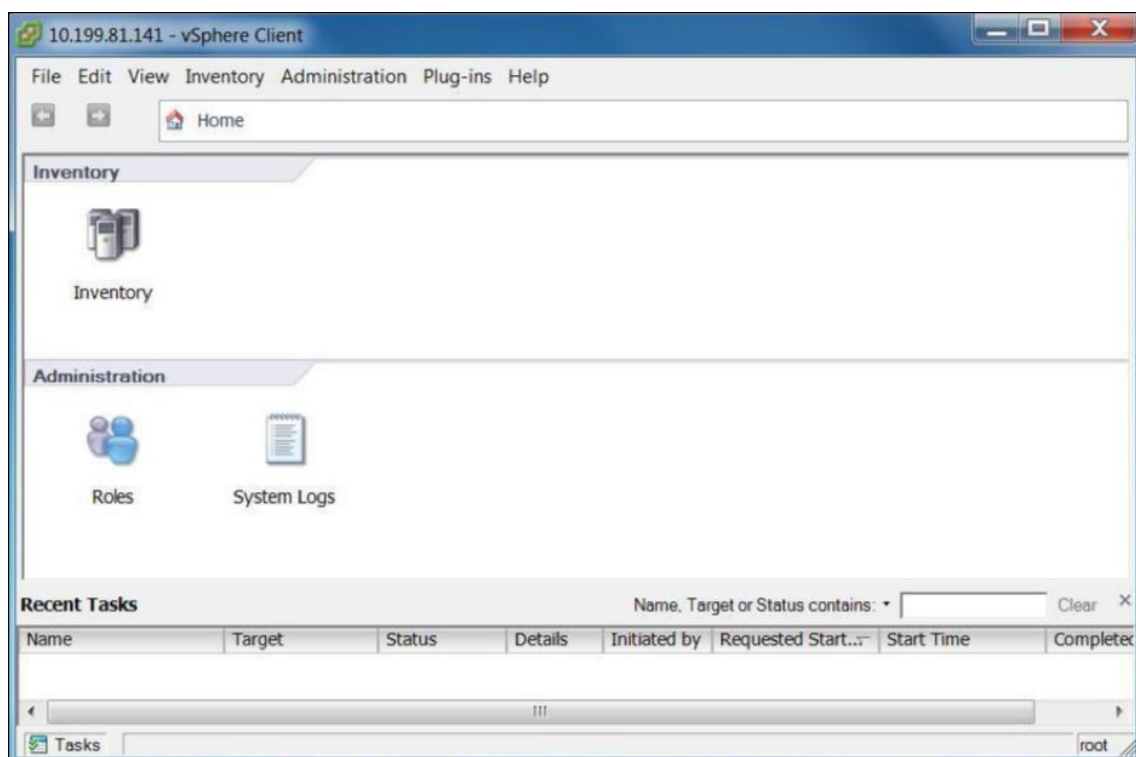 10.199.81.141 - vSphere Client
File Edit View Inventory Administration Plug-ins Help
Home
Inventory
Inventory
Administration
Roles System Logs
Recent Tasks Name, Target or Status contains: Clear
Name Target Status Details Initiated by Requested Start... Start Time Completed
Tasks root